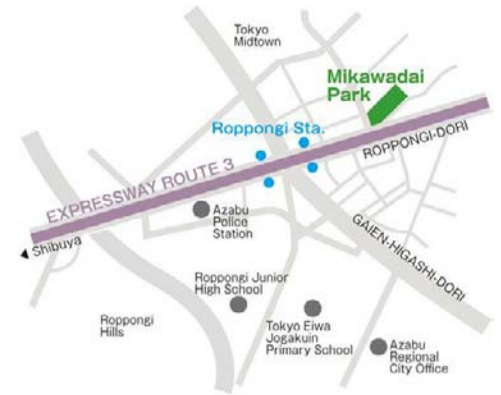 Tokyo
Midtown
Mikawadai
Park
Roppongi Sta.
ROPPONGI-DORI
EXPRESSWAY ROUTE 3
Shibuya
Azabu
Police
Station
GAIEN-HIGASHI-DORI
Roppongi Junior
High School
Roppongi
Hills
Tokyo Eiwa
Jogakuin
Primary School
Azabu
Regional
City Office